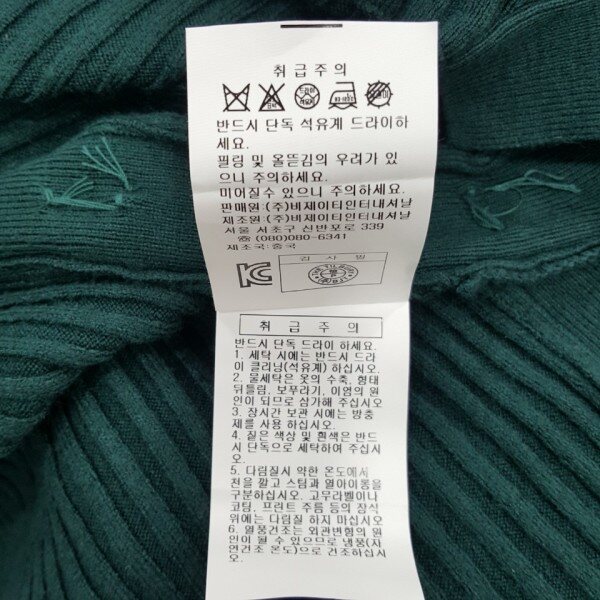 취급주의
드라이
석유계
80~120℃
반드시 단독 석유계 드라이하
세요.
필링 및 올뜯김의 우려가 있
으니 주의하세요.
미어질수 있으니 주의하세요.
판매원:(주)비제이티인터내셔날
제조원:(주)비제이티인터내셔날
서울 서초구 신반포로 339
☏ (080)080-6341
제조국:중국
검사필
취급주의
반드시 단독 드라이 하세요.
1. 세탁 시에는 반드시 드라
이 클리닝(석유계) 하십시오.
2. 물세탁은 옷의 수축, 형태
뒤틀림, 보푸라기, 이염의 원
인이 되므로 삼가해 주십시오
3. 장시간 보관 시에는 방충
제를 사용 하십시오.
4. 짙은 색상 및 흰색은 반드
시 단독으로 세탁하여 주십시
오.
5. 다림질시 약한 온도에서
천을 깔고 스팀과 열아이롱을
구분하십시오. 고무라벨이나
코팅, 프린트 주름 등의 장식
위에는 다림질 하지 마십시오
6. 열풍건조는 외관변형의 원
인이 될 수 있으므로 냉풍(자
연건조 온도)으로 건조하십시
오.